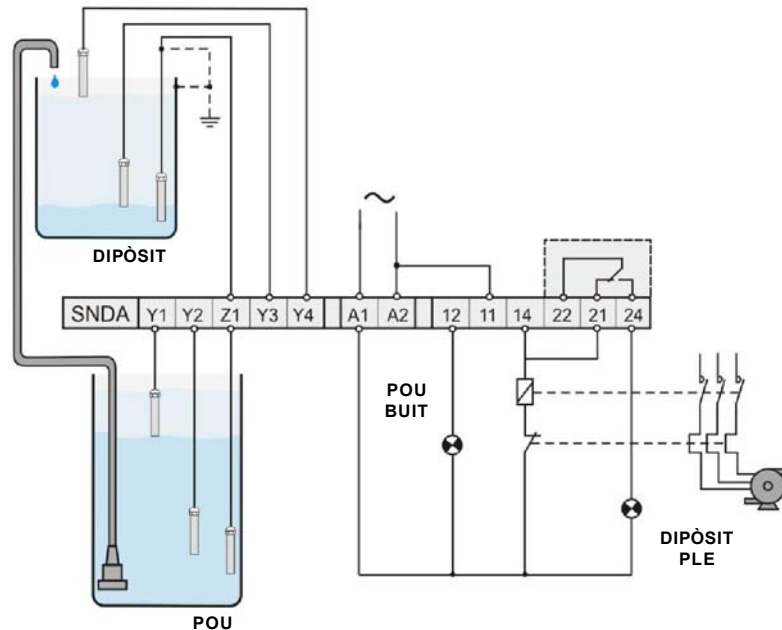 DIPÒSIT
SNDA Y1 Y2 Z1 Y3 Y4 A1 A2 12 11 14 22 21 24
POU
BUIT
DIPÒSIT
PLE
POU